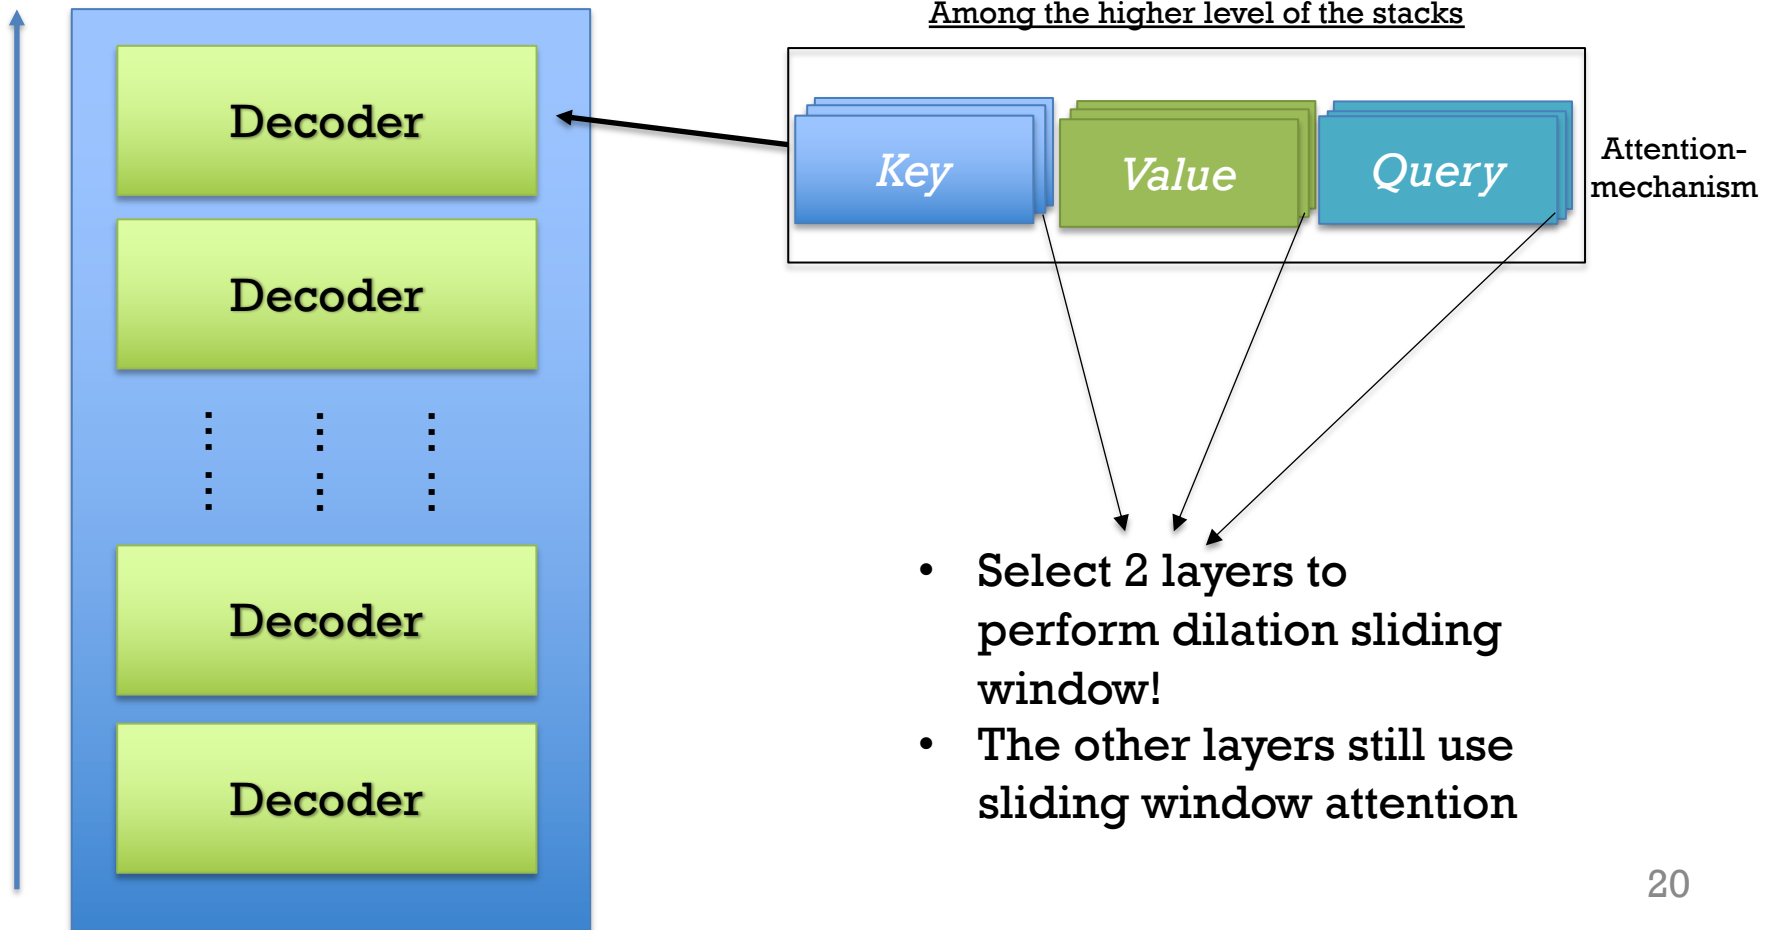 Among the higher level of the stacks
Decoder
Decoder
Decoder
Decoder
Key
Value
Query
Attention-
mechanism
• Select 2 layers to
perform dilation sliding
window!
• The other layers still use
sliding window attention
20